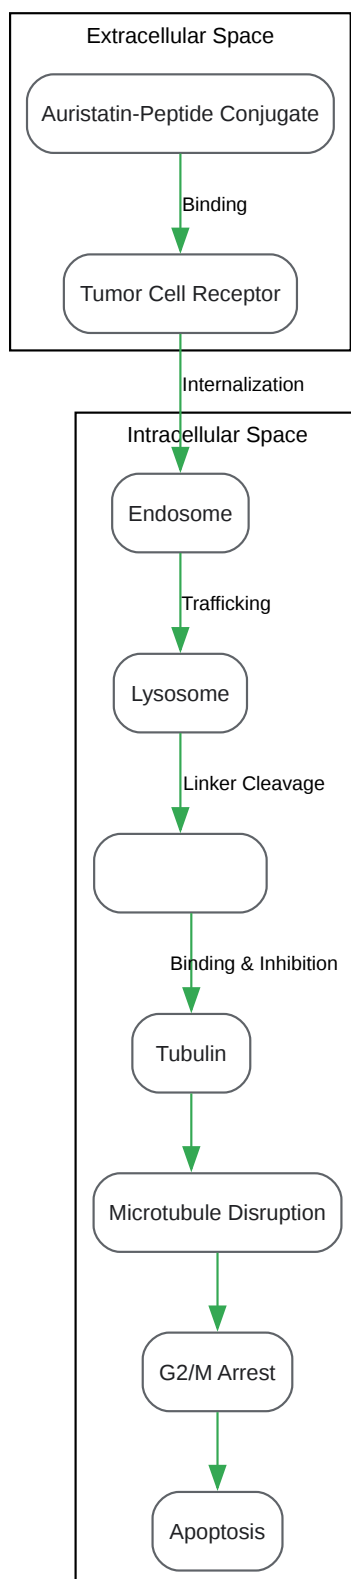 Extracellular Space
Auristatin-Peptide Conjugate
Binding
Tumor Cell Receptor
Internalization
Intracellular Space
Endosome
Trafficking
Lysosome
Linker Cleavage
Binding & Inhibition
Tubulin
Microtubule Disruption
G2/M Arrest
Apoptosis